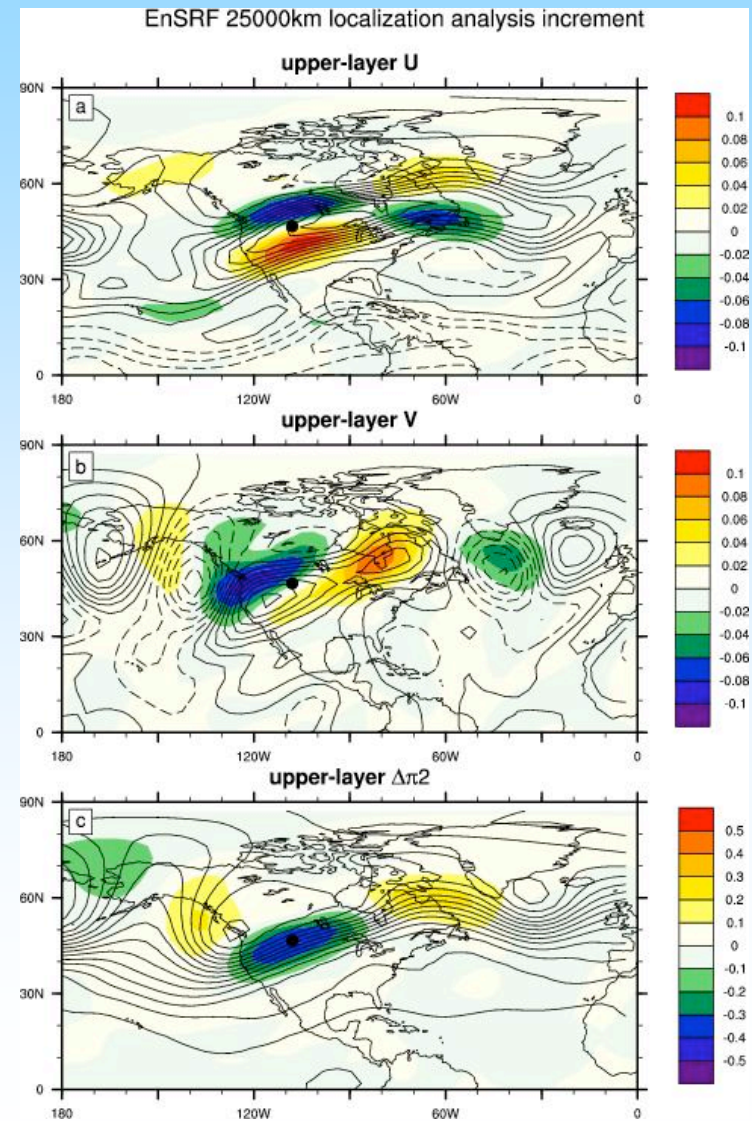 EnSRF 25000km localization analysis increment
upper-layer U
90N
a
60N
30N
0
180
120W
60W
0
0.1
0.08
0.06
0.04
0.02
0
-0.02
-0.04
-0.06
-0.08
-0.1
upper-layer V
90N
b
60N
30N
0
180
120W
60W
0
0.1
0.08
0.06
0.04
0.02
0
-0.02
-0.04
-0.06
-0.08
-0.1
upper-layer Δπ2
90N
c
60N
30N
0
180
120W
60W
0
0.5
0.4
0.3
0.2
0.1
-0.1
-0.2
-0.3
-0.4
-0.5